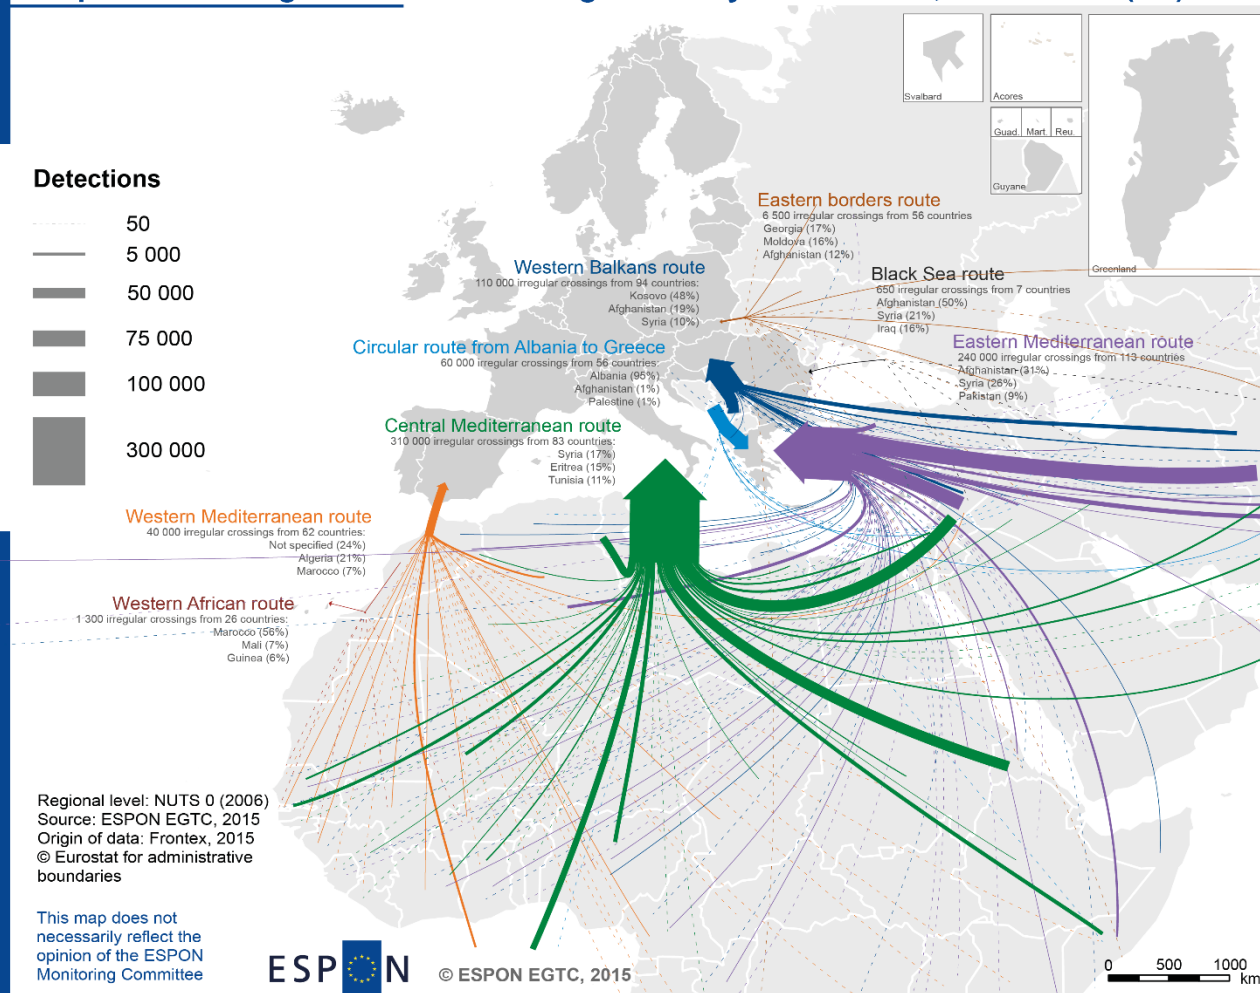 Svalbard
Acores
Guad.
Mart.
Reu.
Guyane
Greenland
Detections
50
5 000
50 000
75 000
100 000
300 000
Eastern borders route
6 500 irregular crossings from 56 countries
Georgia (17%)
Moldova (16%)
Afghanistan (12%)
Western Balkans route
110 000 irregular crossings from 94 countries:
Kosovo (48%)
Afghanistan (19%)
Syria (10%)
Black Sea route
650 irregular crossings from 7 countries
Afghanistan (50%)
Syria (21%)
Iraq (16%)
Circular route from Albania to Greece
60 000 irregular crossings from 56 countries:
Albania (95%)
Afghanistan (1%)
Palestine (1%)
Eastern Mediterranean route
240 000 irregular crossings from 113 countries
Afghanistan (31%)
Syria (26%)
Pakistan (9%)
Central Mediterranean route
310 000 irregular crossings from 83 countries:
Syria (17%)
Eritrea (15%)
Tunisia (11%)
Western Mediterranean route
40 000 irregular crossings from 62 countries:
Not specified (24%)
Algeria (21%)
Marocco (7%)
Western African route
1 300 irregular crossings from 26 countries:
Marocco (56%)
Mali (7%)
Guinea (6%)
Regional level: NUTS 0 (2006)
Source: ESPON EGTC, 2015
Origin of data: Frontex, 2015
© Eurostat for administrative
boundaries
This map does not
necessarily reflect the
opinion of the ESPON
Monitoring Committee
ESPON
© ESPON EGTC, 2015
0 500 1000
km